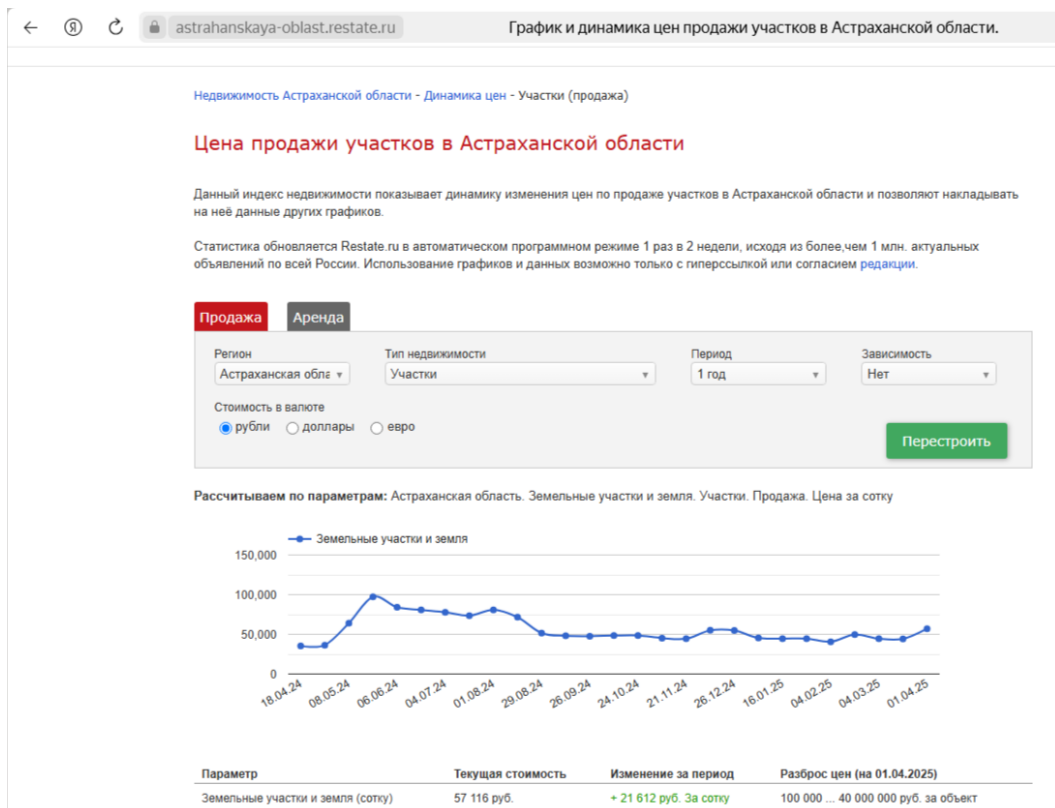 astrahanskaya-oblast.restate.ru График и динамика цен продажи участков в Астраханской области.
Недвижимость Астраханской области - Динамика цен - Участки (продажа)
Цена продажи участков в Астраханской области
Данный индекс недвижимости показывает динамику изменения цен по продаже участков в Астраханской области и позволяют накладывать
на неё данные других графиков.
Статистика обновляется Restate.ru в автоматическом программном режиме 1 раз в 2 недели, исходя из более,чем 1 млн. актуальных
объявлений по всей России. Использование графиков и данных возможно только с гиперссылкой или согласием редакции.
Продажа Аренда
Регион Тип недвижимости Период Зависимость
Астраханская обла Участки 1 год Нет
Стоимость в валюте
рубли доллары евро
Перестроить
Рассчитываем по параметрам: Астраханская область. Земельные участки и земля. Участки. Продажа. Цена за сотку
Земельные участки и земля
150,000
100,000
50,000
0
18.04.24 08.05.24 06.06.24 04.07.24 01.08.24 29.08.24 26.09.24 24.10.24 21.11.24 26.12.24 16.01.25 04.02.25 04.03.25 01.04.25
Параметр Текущая стоимость Изменение за период Разброс цен (на 01.04.2025)
Земельные участки и земля (сотку) 57 116 руб. + 21 612 руб. За сотку 100 000 ... 40 000 000 руб. за объект